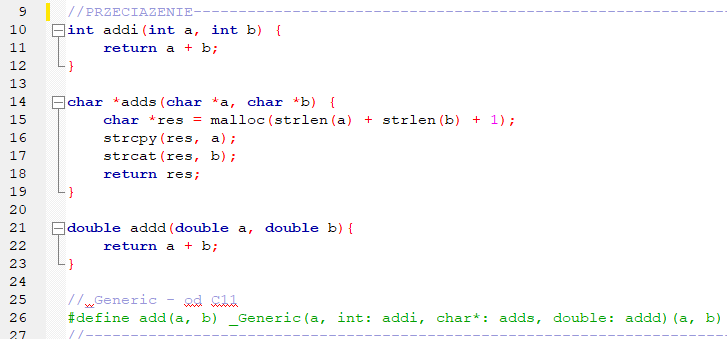 9 //PRZECIAZENIE------------------------------------------------------------
10 int addi(int a, int b) {
11 return a + b;
12 }
13
14 char *adds(char *a, char *b) {
15 char *res = malloc(strlen(a) + strlen(b) + 1);
16 strcpy(res, a);
17 strcat(res, b);
18 return res;
19 }
20
21 double addd(double a, double b){
22 return a + b;
23 }
24
25 //_Generic - od C11
26 #define add(a, b) _Generic(a, int: addi, char*: adds, double: addd)(a, b)
27 //------------------------------------------------------------------------